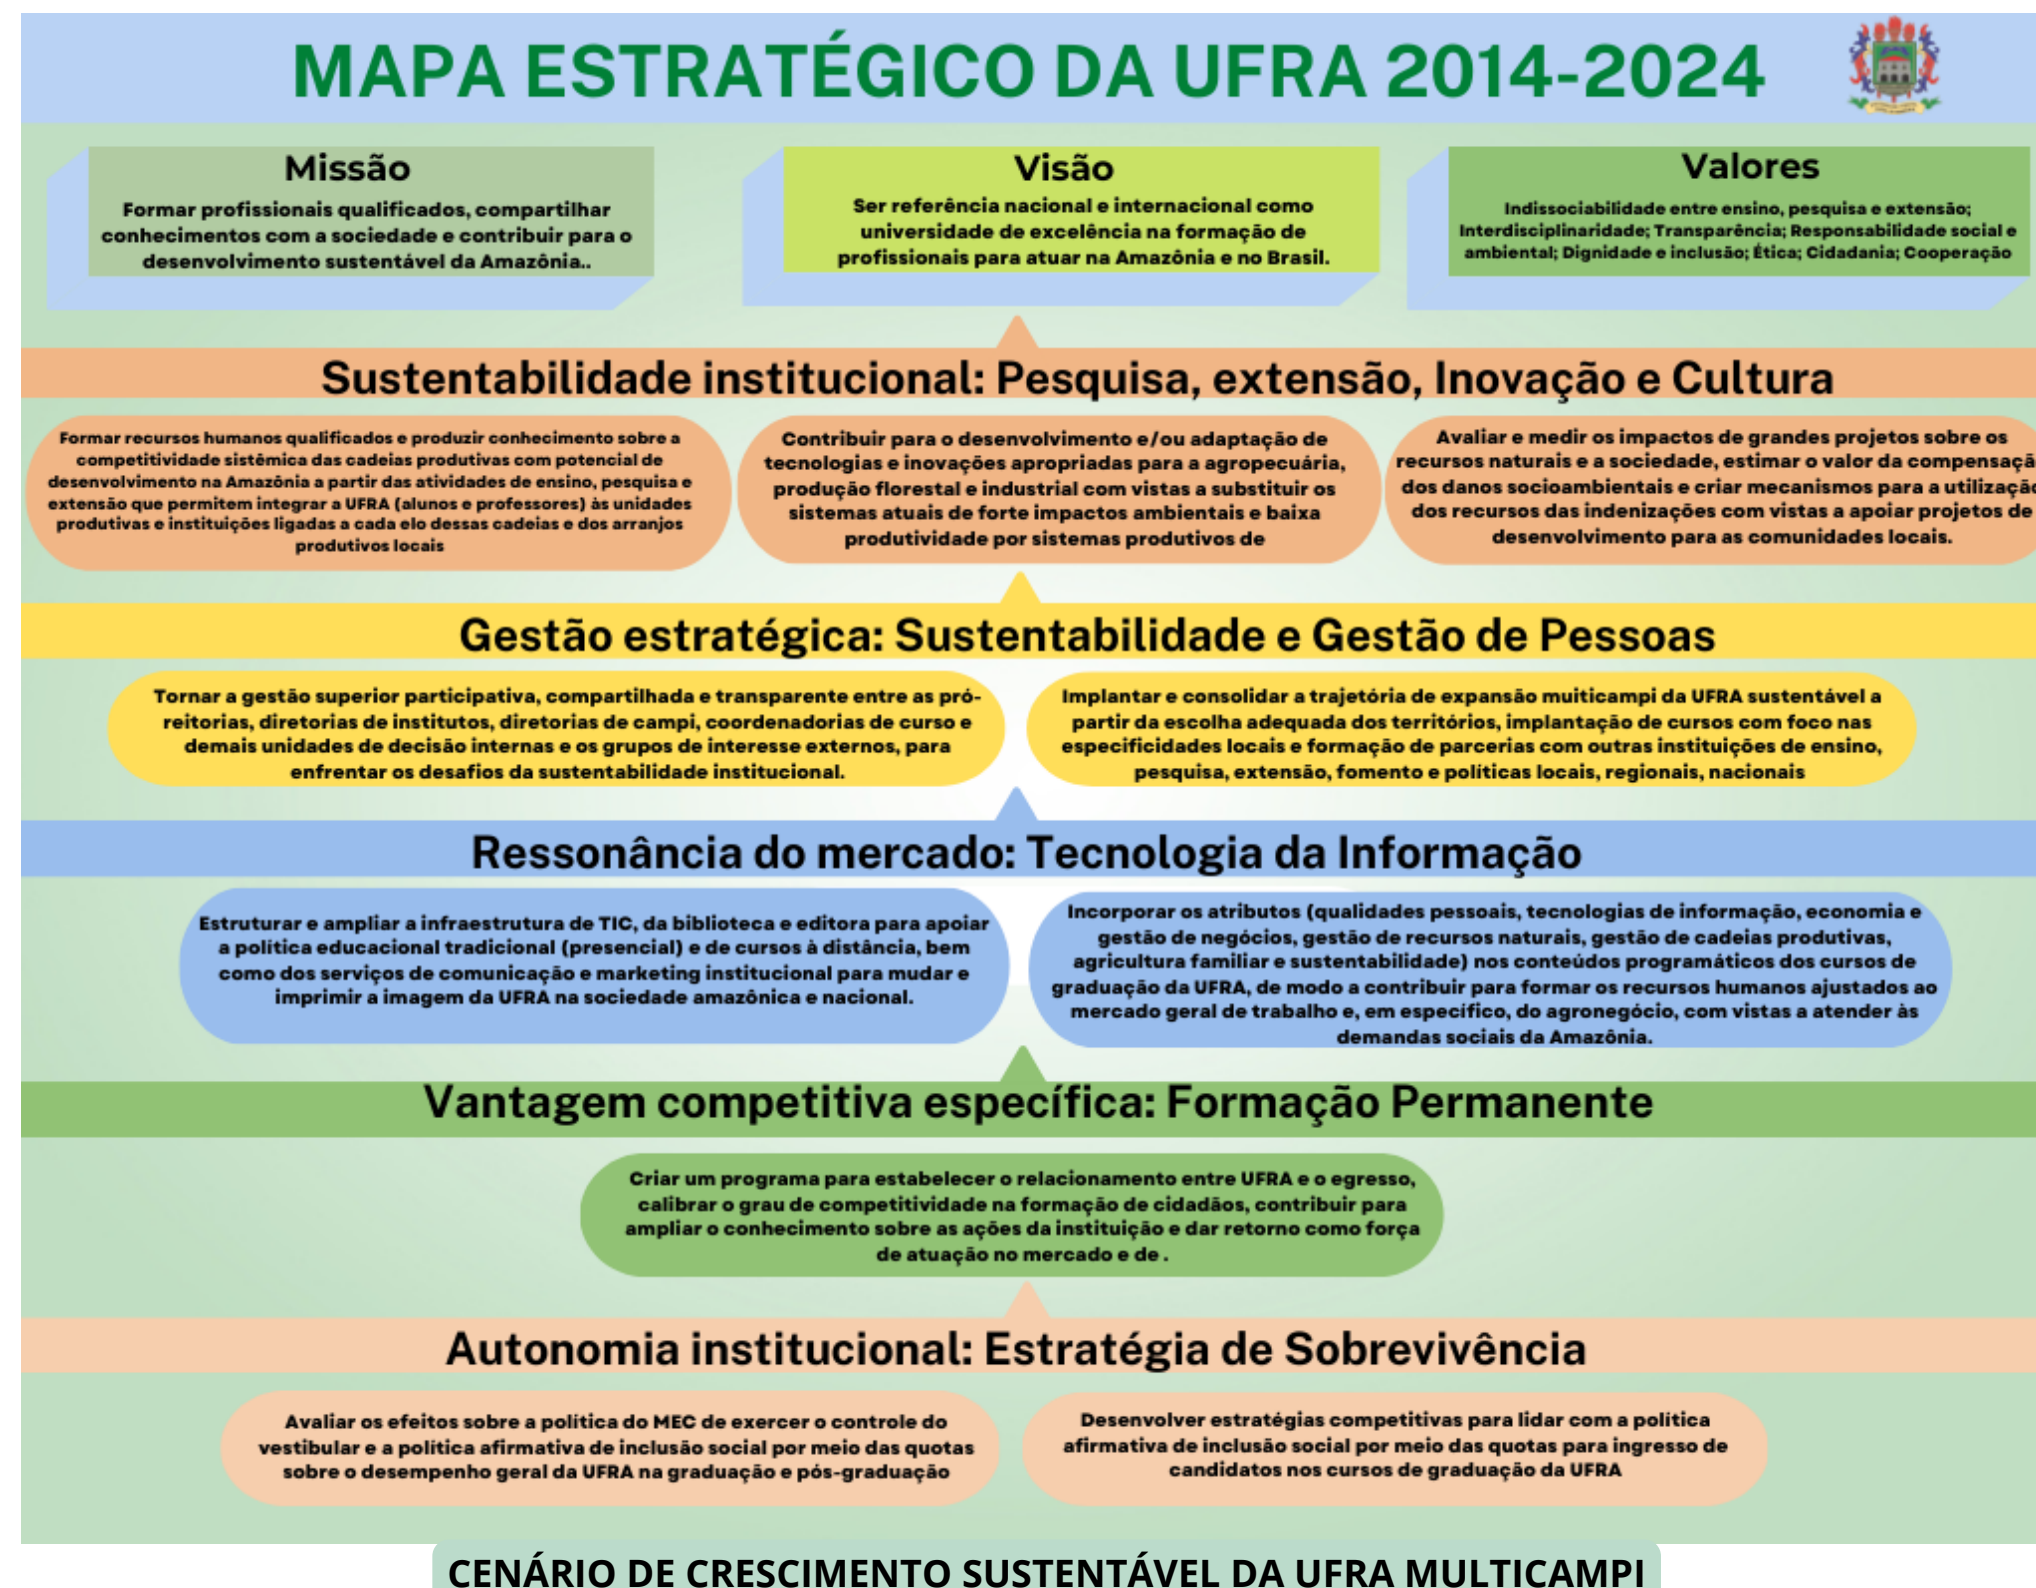 MAPA ESTRATÉGICO DA UFRA 2014-2024
Missão
Formar profissionais qualificados, compartilhar
conhecimentos com a sociedade e contribuir para o
desenvolvimento sustentável da Amazônia..
Visão
Ser referência nacional e internacional como
universidade de excelência na formação de
profissionais para atuar na Amazônia e no Brasil.
Valores
Indissociabilidade entre ensino, pesquisa e extensão;
Interdisciplinaridade; Transparência; Responsabilidade social e
ambiental; Dignidade e inclusão; Ética; Cidadania; Cooperação
Sustentabilidade institucional: Pesquisa, extensão, Inovação e Cultura
Formar recursos humanos qualificados e produzir conhecimento sobre a
competitividade sistêmica das cadeias produtivas com potencial de
desenvolvimento na Amazônia a partir das atividades de ensino, pesquisa e
extensão que permitem integrar a UFRA (alunos e professores) às unidades
produtivas e instituições ligadas a cada elo dessas cadeias e dos arranjos
produtivos locais
Contribuir para o desenvolvimento e/ou adaptação de
tecnologias e inovações apropriadas para a agropecuária,
produção florestal e industrial com vistas a substituir os
sistemas atuais de forte impactos ambientais e baixa
produtividade por sistemas produtivos de
Avaliar e medir os impactos de grandes projetos sobre os
recursos naturais e a sociedade, estimar o valor da compensaçã
dos danos socioambientais e criar mecanismos para a utilização
dos recursos das indenizações com vistas a apoiar projetos de
desenvolvimento para as comunidades locais.
Gestão estratégica: Sustentabilidade e Gestão de Pessoas
Tornar a gestão superior participativa, compartilhada e transparente entre as pró-
reitorias, diretorias de institutos, diretorias de campi, coordenadorias de curso e
demais unidades de decisão internas e os grupos de interesse externos, para
enfrentar os desafios da sustentabilidade institucional.
Implantar e consolidar a trajetória de expansão muiticampi da UFRA sustentável a
partir da escolha adequada dos territórios, implantação de cursos com foco nas
especificidades locais e formação de parcerias com outras instituições de ensino,
pesquisa, extensão, fomento e políticas locais, regionais, nacionais
Ressonância do mercado: Tecnologia da Informação
Estruturar e ampliar a infraestrutura de TIC, da biblioteca e editora para apoiar
a política educacional tradicional (presencial) e de cursos à distância, bem
como dos serviços de comunicação e marketing institucional para mudar e
imprimir a imagem da UFRA na sociedade amazônica e nacional.
Incorporar os atributos (qualidades pessoais, tecnologias de informação, economia e
gestão de negócios, gestão de recursos naturais, gestão de cadeias produtivas,
agricultura familiar e sustentabilidade) nos conteúdos programáticos dos cursos de
graduação da UFRA, de modo a contribuir para formar os recursos humanos ajustados ao
mercado geral de trabalho e, em específico, do agronegócio, com vistas a atender às
demandas sociais da Amazônia.
Vantagem competitiva específica: Formação Permanente
Criar um programa para estabelecer o relacionamento entre UFRA e o egresso,
calibrar o grau de competitividade na formação de cidadãos, contribuir para
ampliar o conhecimento sobre as ações da instituição e dar retorno como força
de atuação no mercado e de .
Autonomia institucional: Estratégia de Sobrevivência
Avaliar os efeitos sobre a política do MEC de exercer o controle do
vestibular e a política afirmativa de inclusão social por meio das quotas
sobre o desempenho geral da UFRA na graduação e pós-graduação
Desenvolver estratégias competitivas para lidar com a política
afirmativa de inclusão social por meio das quotas para ingresso de
candidatos nos cursos de graduação da UFRA
CENÁRIO DE CRESCIMENTO SUSTENTÁVEL DA UFRA MULTICAMPI